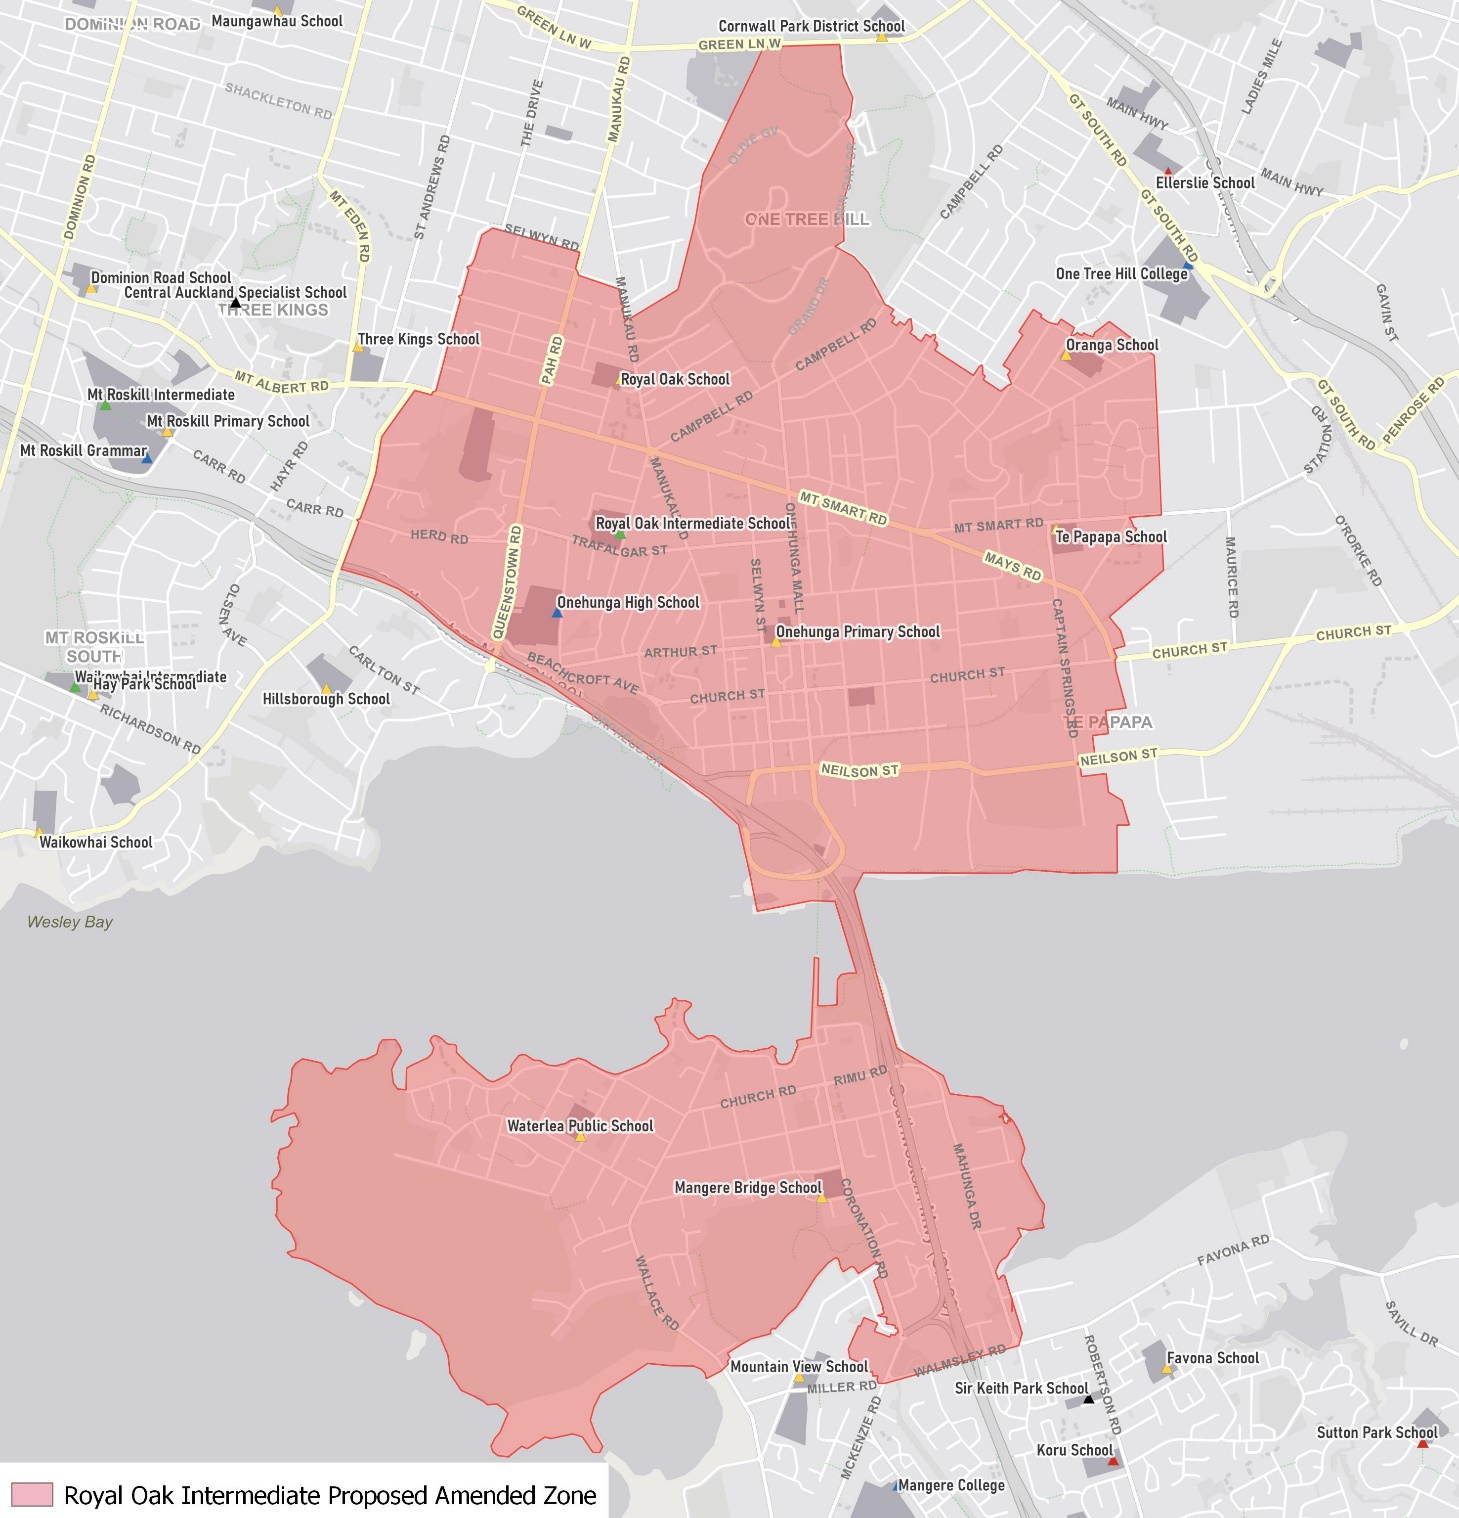 DOMINION ROAD
Maungawhau School
GREEN LN W
Cornwall Park District School
GREEN LN W
MANUKAU RD
THE DRIVE
SHACKLETON RD
LADIES MILE
MAIN HWY
GT SOUTH RD
MAIN HWY
Ellerslie School
CAMPBELL RD
OLIVE GV
ST ANDREWS RD
DOMINION RD
MT EDEN RD
GT SOUTH RD
ONE TREE HILL
SELWYN RD
One Tree Hill College
Dominion Road School
Central Auckland Specialist School
THREE KINGS
MANUKAU RD
GRAND DR
GAVIN ST
Three Kings School
PAH RD
CAMPBELL RD
Oranga School
MT ALBERT RD
Royal Oak School
Mt Roskill Intermediate
Mt Roskill Primary School
CAMPBELL RD
GT SOUTH RD
PENROSE RD
STATION RD
Mt Roskill Grammar
CARR RD
HAYR RD
CARR RD
MANUKAU RD
MT SMART RD
HERD RD
Royal Oak Intermediate School
ONEHUNGA MALL
MT SMART RD
Te Papapa School
TRAFALGAR ST
MAYS RD
O'RORKE RD
MAURICE RD
QUEENSTOWN RD
SELWYN ST
Onehunga High School
CAPTAIN SPRINGS RD
OLSEN AVE
MT ROSKILL
SOUTH
Onehunga Primary School
CHURCH ST
CHURCH ST
ARTHUR ST
BEACHCROFT AVE
CARLTON ST
Waikowhai Intermediate
Hay Park School
Hillsborough School
CHURCH ST
CHURCH ST
RICHARDSON RD
ORPHEUS DR
TE PAPAPA
NEILSON ST
NEILSON ST
Waikowhai School
Wesley Bay
RIMU RD
CHURCH RD
Waterlea Public School
Mangere Bridge School
CORONATION RD
MAHUNGA DR
WALLACE RD
FAVONA RD
SAVILL DR
WALMSLEY RD
Mountain View School
MILLER RD
ROBERTSON RD
Favona School
Sir Keith Park School
MCKENZIE RD
Koru School
Sutton Park School
Mangere College
Royal Oak Intermediate Proposed Amended Zone